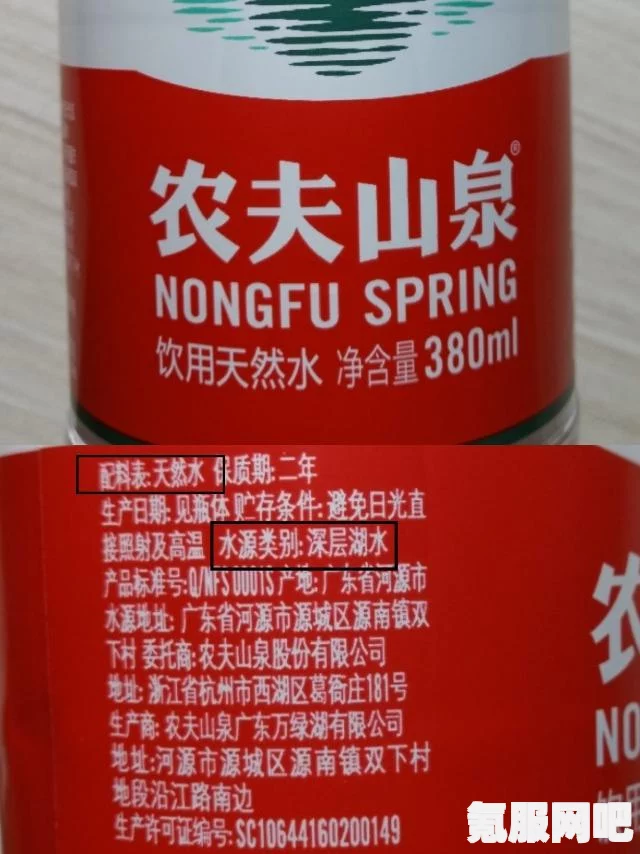 农夫山泉®
NONGFU SPRING
饮用天然水 净含量380ml
配料表:天然水 保质期:二年
生产日期:见瓶体 贮存条件:避免日光直
按照射及高温 水源类别:深层湖水
产品标准号:Q/NFS 0001S 产地:广东省河源市
水源地址:广东省河源市源城区源南镇双
下村 委托商:农夫山泉股份有限公司
地址:浙江省杭州市西湖区葛衙庄181号
生产商:农夫山泉广东万绿湖有限公司
地址:河源市源城区源南镇双下村
地段沿江路南边
生产许可证编号:SC10644160200149
农
NO
饮用
氪服网吧